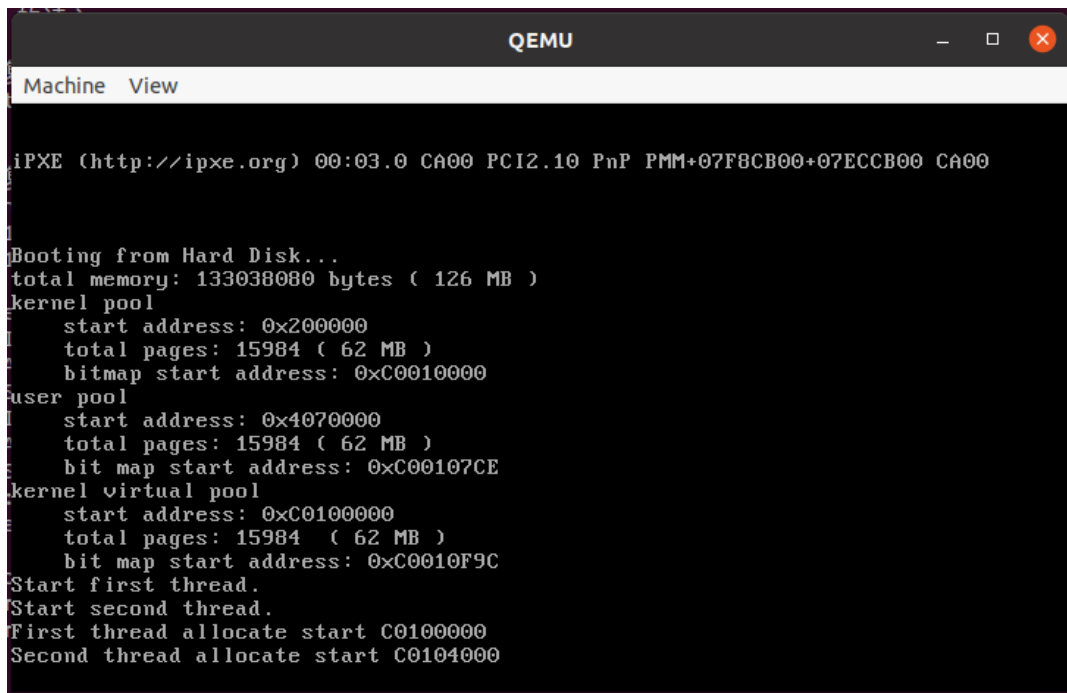 QEMU
Machine View
iPXE (http://ipxe.org) 00:03.0 CA00 PCI2.10 PnP PMM+07F8CB00+07ECCB00 CA00
Booting from Hard Disk...
total memory: 133038080 bytes ( 126 MB )
kernel pool
    start address: 0x200000
    total pages: 15984 ( 62 MB )
    bitmap start address: 0xC0010000
user pool
    start address: 0x4070000
    total pages: 15984 ( 62 MB )
    bit map start address: 0xC00107CE
kernel virtual pool
    start address: 0xC0100000
    total pages: 15984  ( 62 MB )
    bit map start address: 0xC0010F9C
Start first thread.
Start second thread.
First thread allocate start C0100000
Second thread allocate start C0104000